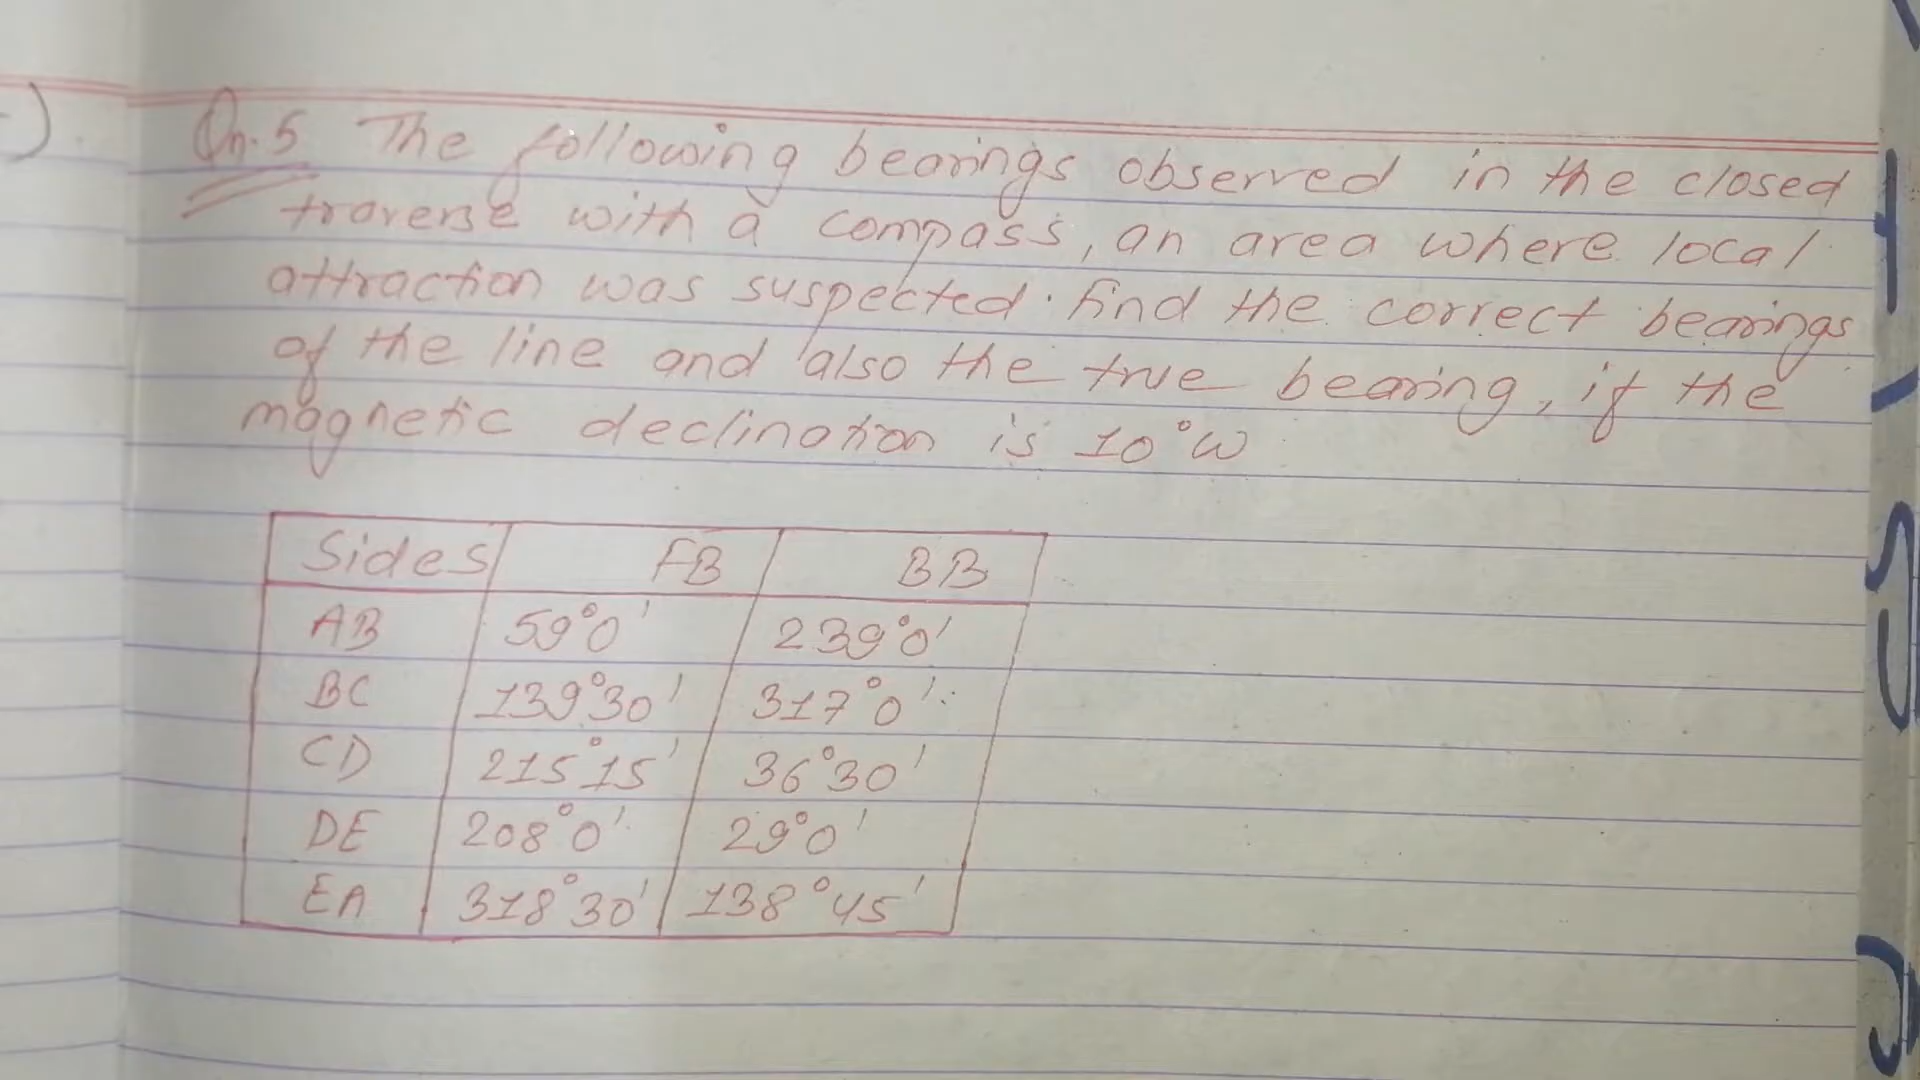 Qn.5 The following bearings observed in the closed
traverse with a compass, an area where local
attraction was suspected. find the correct bearings
of the line and also the true bearing, if the
magnetic declination is 10°W
Sides FB BB
AB 59°0' 239°0'
BC 139°30' 317°0'
CD 215°15' 36°30'
DE 208°0' 29°0'
EA 318°30' 138°45'